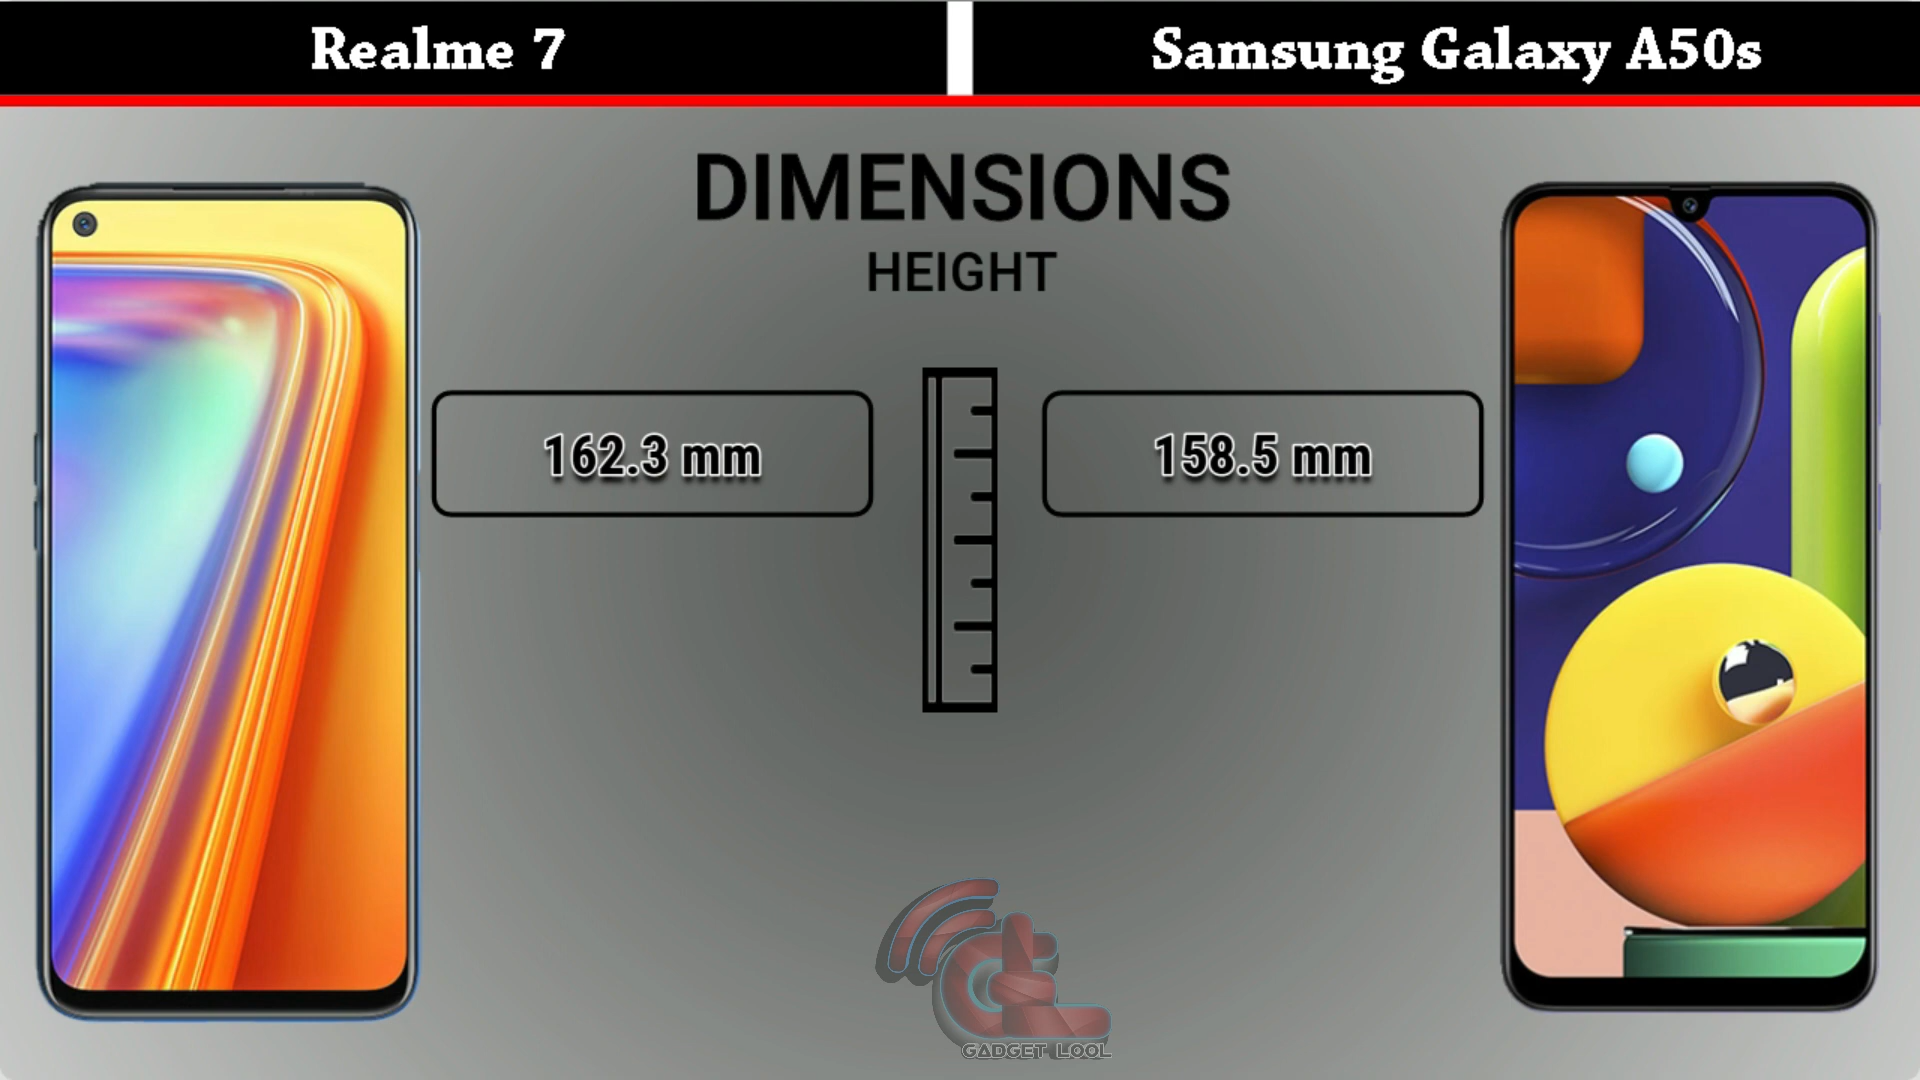 Realme 7
Samsung Galaxy A50s
DIMENSIONS
HEIGHT
162.3 mm
158.5 mm
GADGET LOOL